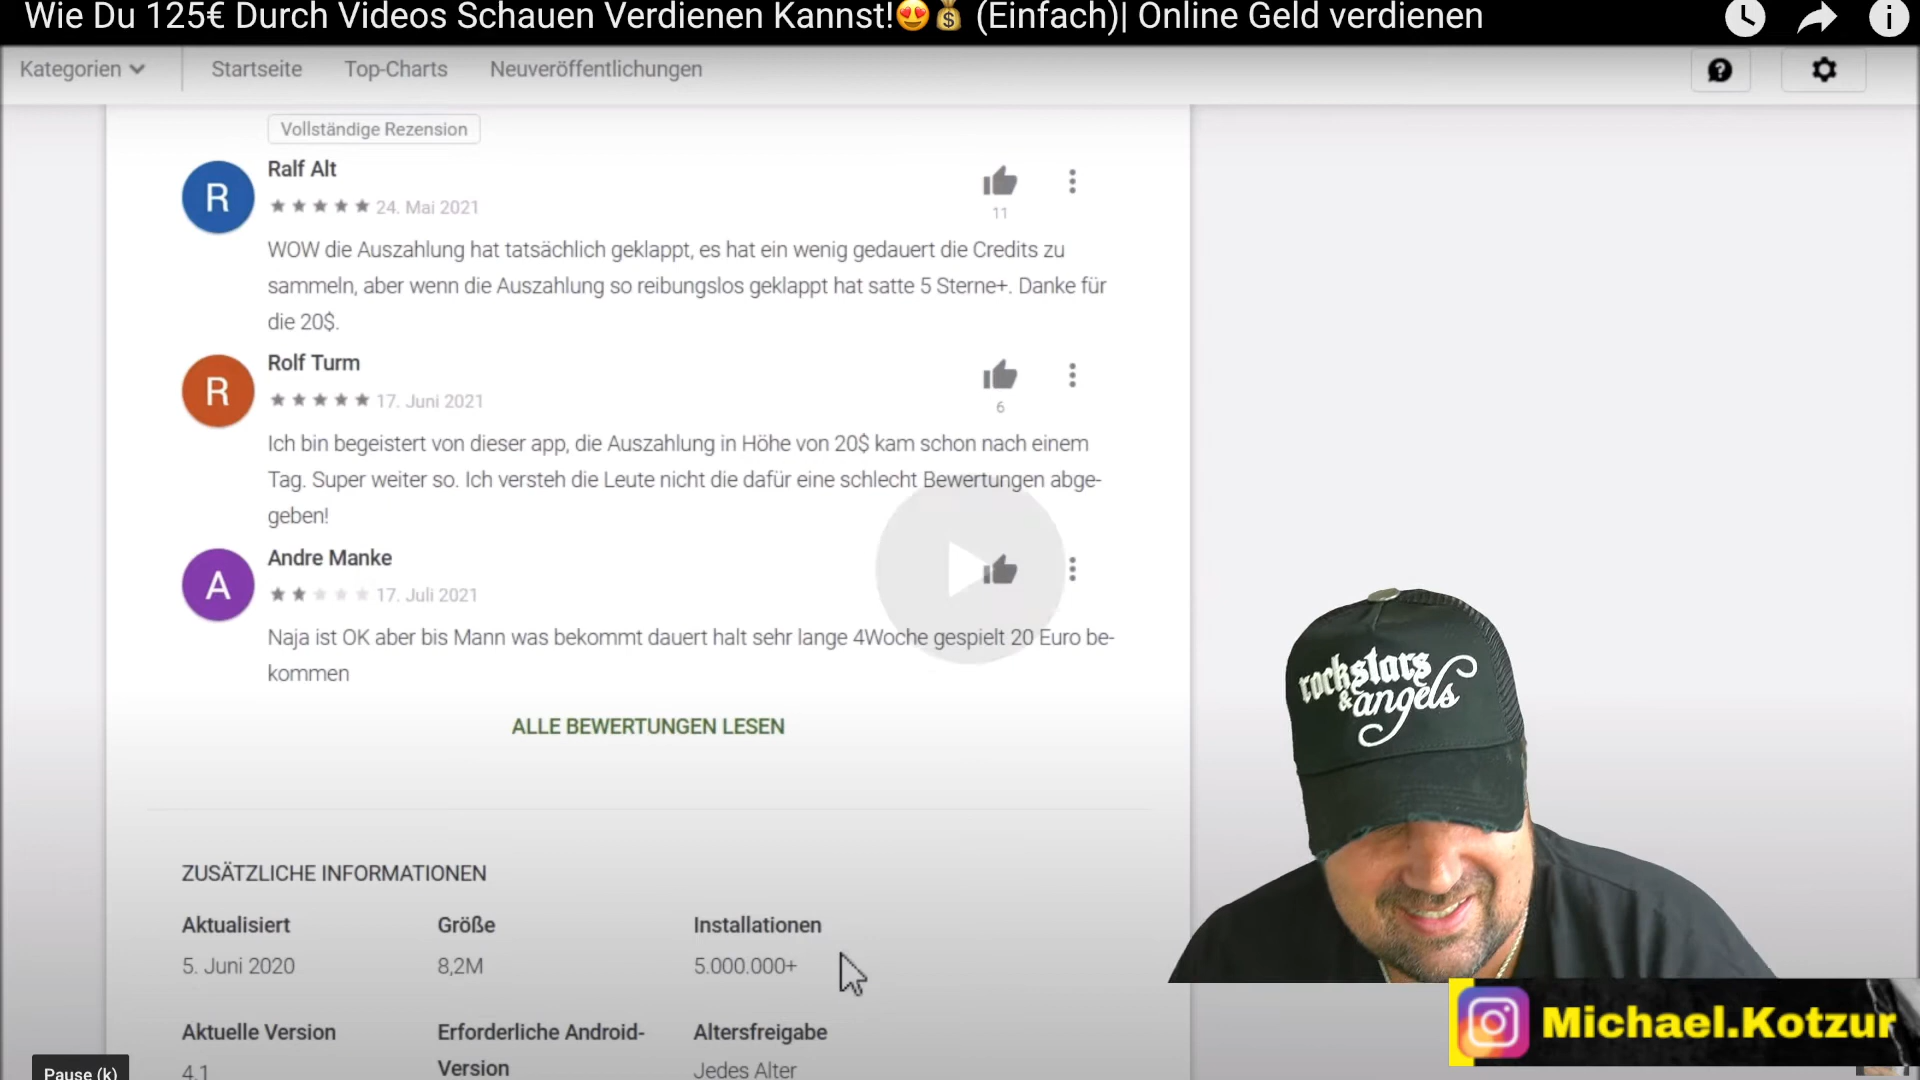 Wie Du 125€ Durch Videos Schauen Verdienen Kannst!😍💰 (Einfach)| Online Geld verdienen
Kategorien Startseite Top-Charts Neuveröffentlichungen
Vollständige Rezension
R
Ralf Alt
24. Mai 2021
11
WOW die Auszahlung hat tatsächlich geklappt, es hat ein wenig gedauert die Credits zu
sammeln, aber wenn die Auszahlung so reibungslos geklappt hat satte 5 Sterne+. Danke für
die 20$.
R
Rolf Turm
17. Juni 2021
6
Ich bin begeistert von dieser app, die Auszahlung in Höhe von 20$ kam schon nach einem
Tag. Super weiter so. Ich versteh die Leute nicht die dafür eine schlecht Bewertungen abge-
geben!
A
Andre Manke
17. Juli 2021
Naja ist OK aber bis Mann was bekommt dauert halt sehr lange 4Woche gespielt 20 Euro be-
kommen
ALLE BEWERTUNGEN LESEN
rockstars
& angels
ZUSÄTZLICHE INFORMATIONEN
Aktualisiert Größe Installationen
5. Juni 2020 8,2M 5.000.000+
Michael.Kotzur
Aktuelle Version Erforderliche Android- Altersfreigabe
Version
4.1 Jedes Alter
Pause (k)